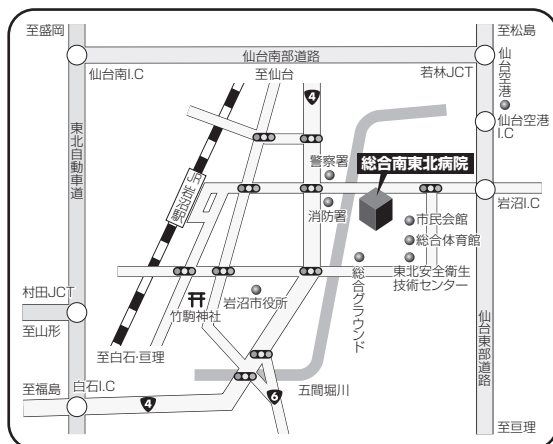 至盛岡
至松島
仙台南部道路
仙台南I.C
至仙台
若林JCT
仙台空港
4
仙台空港
I.C
東北自動車道
警察署
総合南東北病院
JR岩沼駅
消防署
市民会館
岩沼I.C
総合体育館
東北安全衛生
技術センター
総合グラウンド
村田JCT
竹駒神社
岩沼市役所
至山形
仙台東部道路
至白石・亘理
至福島
白石I.C
五間堀川
4
6
至亘理